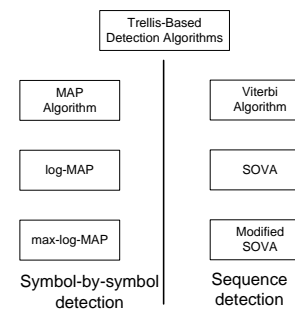 Trellis-Based
Detection Algorithms
MAP
Algorithm
log-MAP
max-log-MAP
Symbol-by-symbol
detection
Viterbi
Algorithm
SOVA
Modified
SOVA
Sequence
detection